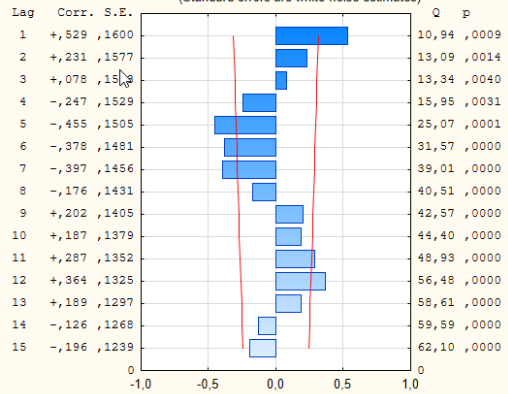 (Standard errors are white-noise estimates)
Lag Corr. S.E. Q p
1 +,529 ,1600 10,94 ,0009
2 +,231 ,1577 13,09 ,0014
3 +,078 13,34 ,0040
4 -,247 ,1529 15,95 ,0031
5 -,455 ,1505 25,07 ,0001
6 -,378 ,1481 31,57 ,0000
7 -,397 ,1456 39,01 ,0000
8 -,176 ,1431 40,51 ,0000
9 +,202 ,1405 42,57 ,0000
10 +,187 ,1379 44,40 ,0000
11 +,287 ,1352 48,93 ,0000
12 +,364 ,1325 56,48 ,0000
13 +,189 ,1297 58,61 ,0000
14 -,126 ,1268 59,59 ,0000
15 -,196 ,1239 62,10 ,0000
0 0
-1,0 -0,5 0,0 0,5 1,0